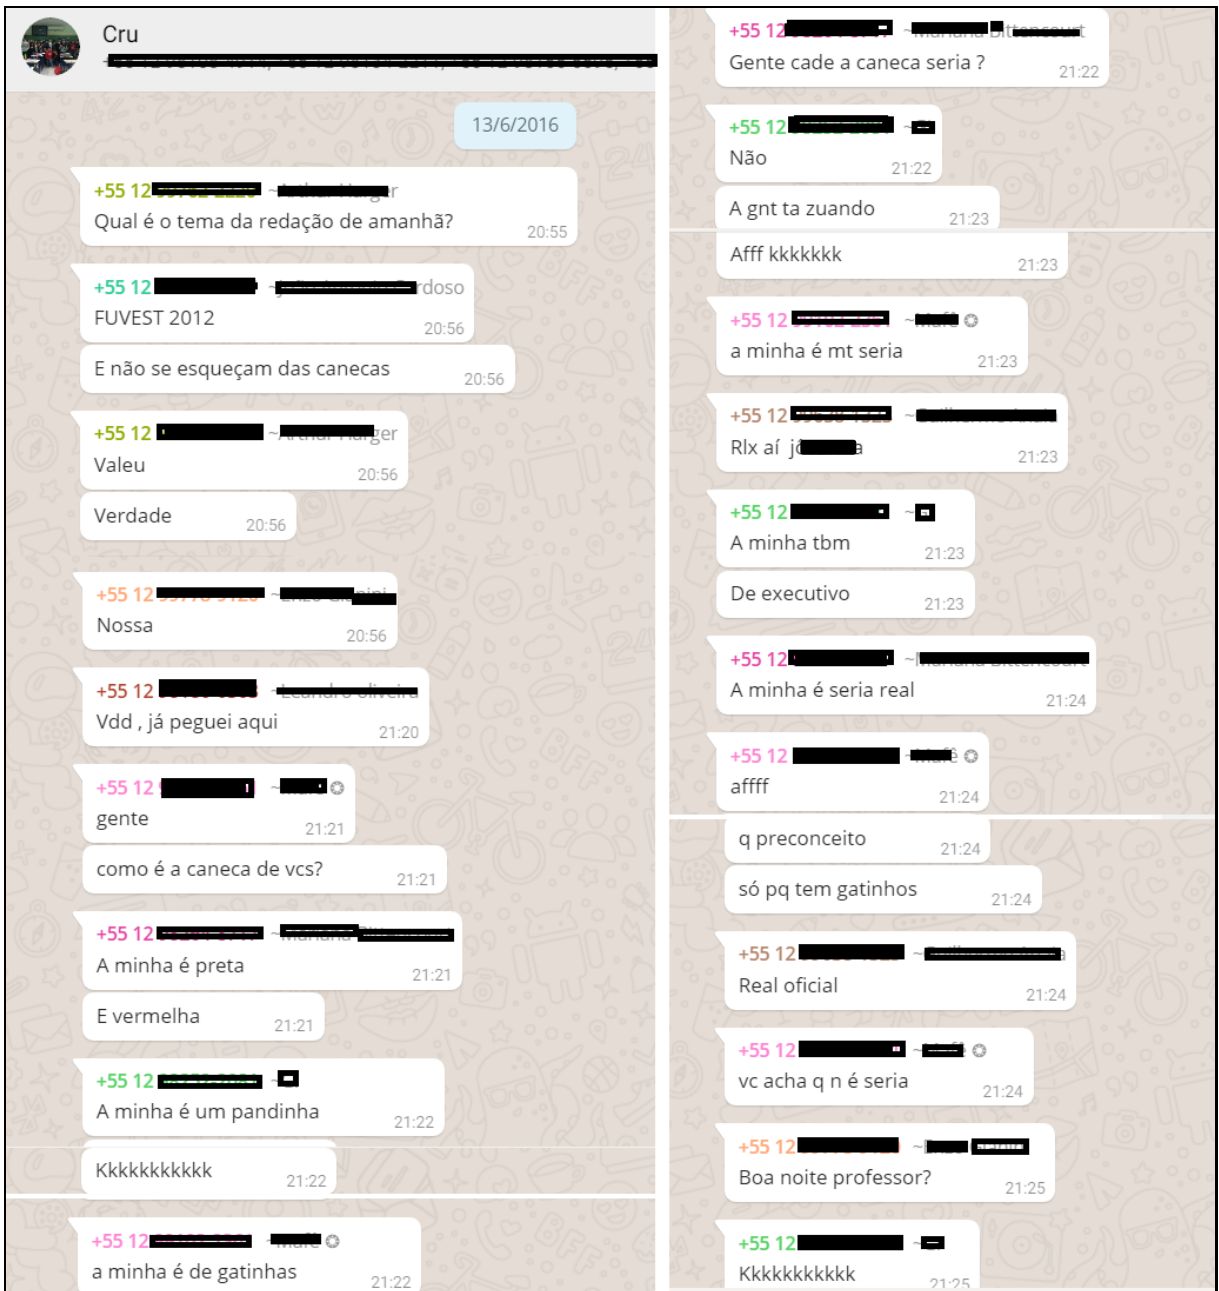 Cru
13/6/2016
+55 12
Qual é o tema da redação de amanhã?
20:55
+55 12 ~ rdoso
FUVEST 2012
20:56
E não se esqueçam das canecas
20:56
+55 12 ~
Valeu
20:56
Verdade
20:56
+55 12 ~
Nossa
20:56
+55 12 ~
Vdd , já peguei aqui
21:20
+55 12 ~
gente
21:21
como é a caneca de vcs?
21:21
+55 12 ~
A minha é preta
21:21
E vermelha
21:21
+55 12 ~
A minha é um pandinha
21:22
Kkkkkkkkkkk
21:22
+55 12 ~
a minha é de gatinhas
21:22
+55 12 ~
Gente cade a caneca seria ?
21:22
+55 12 ~
Não
21:22
A gnt ta zuando
21:23
Afff kkkkkkk
21:23
+55 12 ~
a minha é mt seria
21:23
+55 12 ~
Rlx aí
21:23
+55 12 ~
A minha tbm
21:23
De executivo
21:23
+55 12 ~
A minha é seria real
21:24
+55 12 ~
affff
21:24
q preconceito
21:24
só pq tem gatinhos
21:24
+55 12 ~
Real oficial
21:24
+55 12 ~
vc acha q n é seria
21:24
+55 12 ~
Boa noite professor?
21:25
+55 12 ~
Kkkkkkkkkkk
21:25